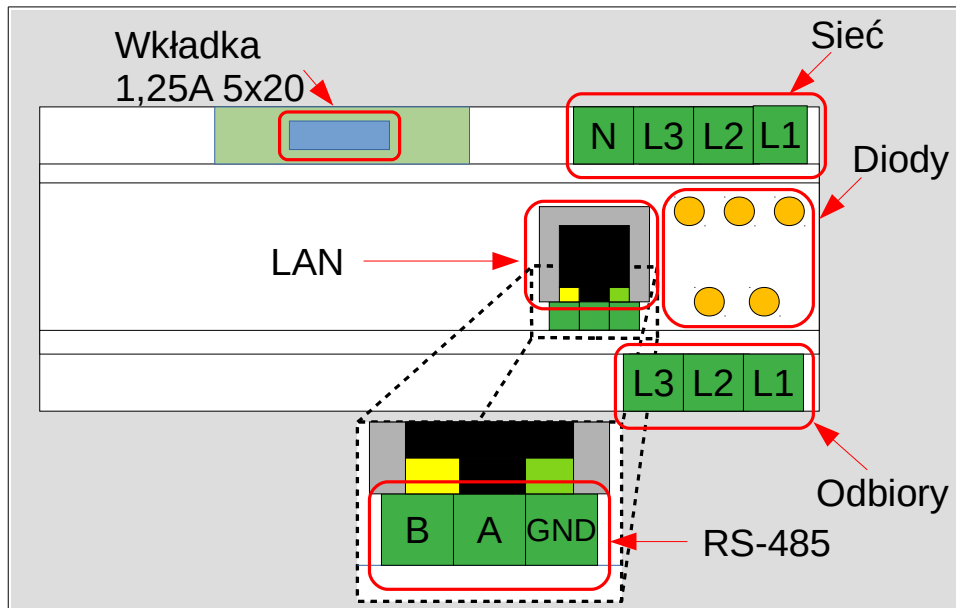 Wkładka
1,25A 5x20
Sieć
N L3 L2 L1
Diody
LAN
L3 L2 L1
Odbiory
B A GND
RS-485